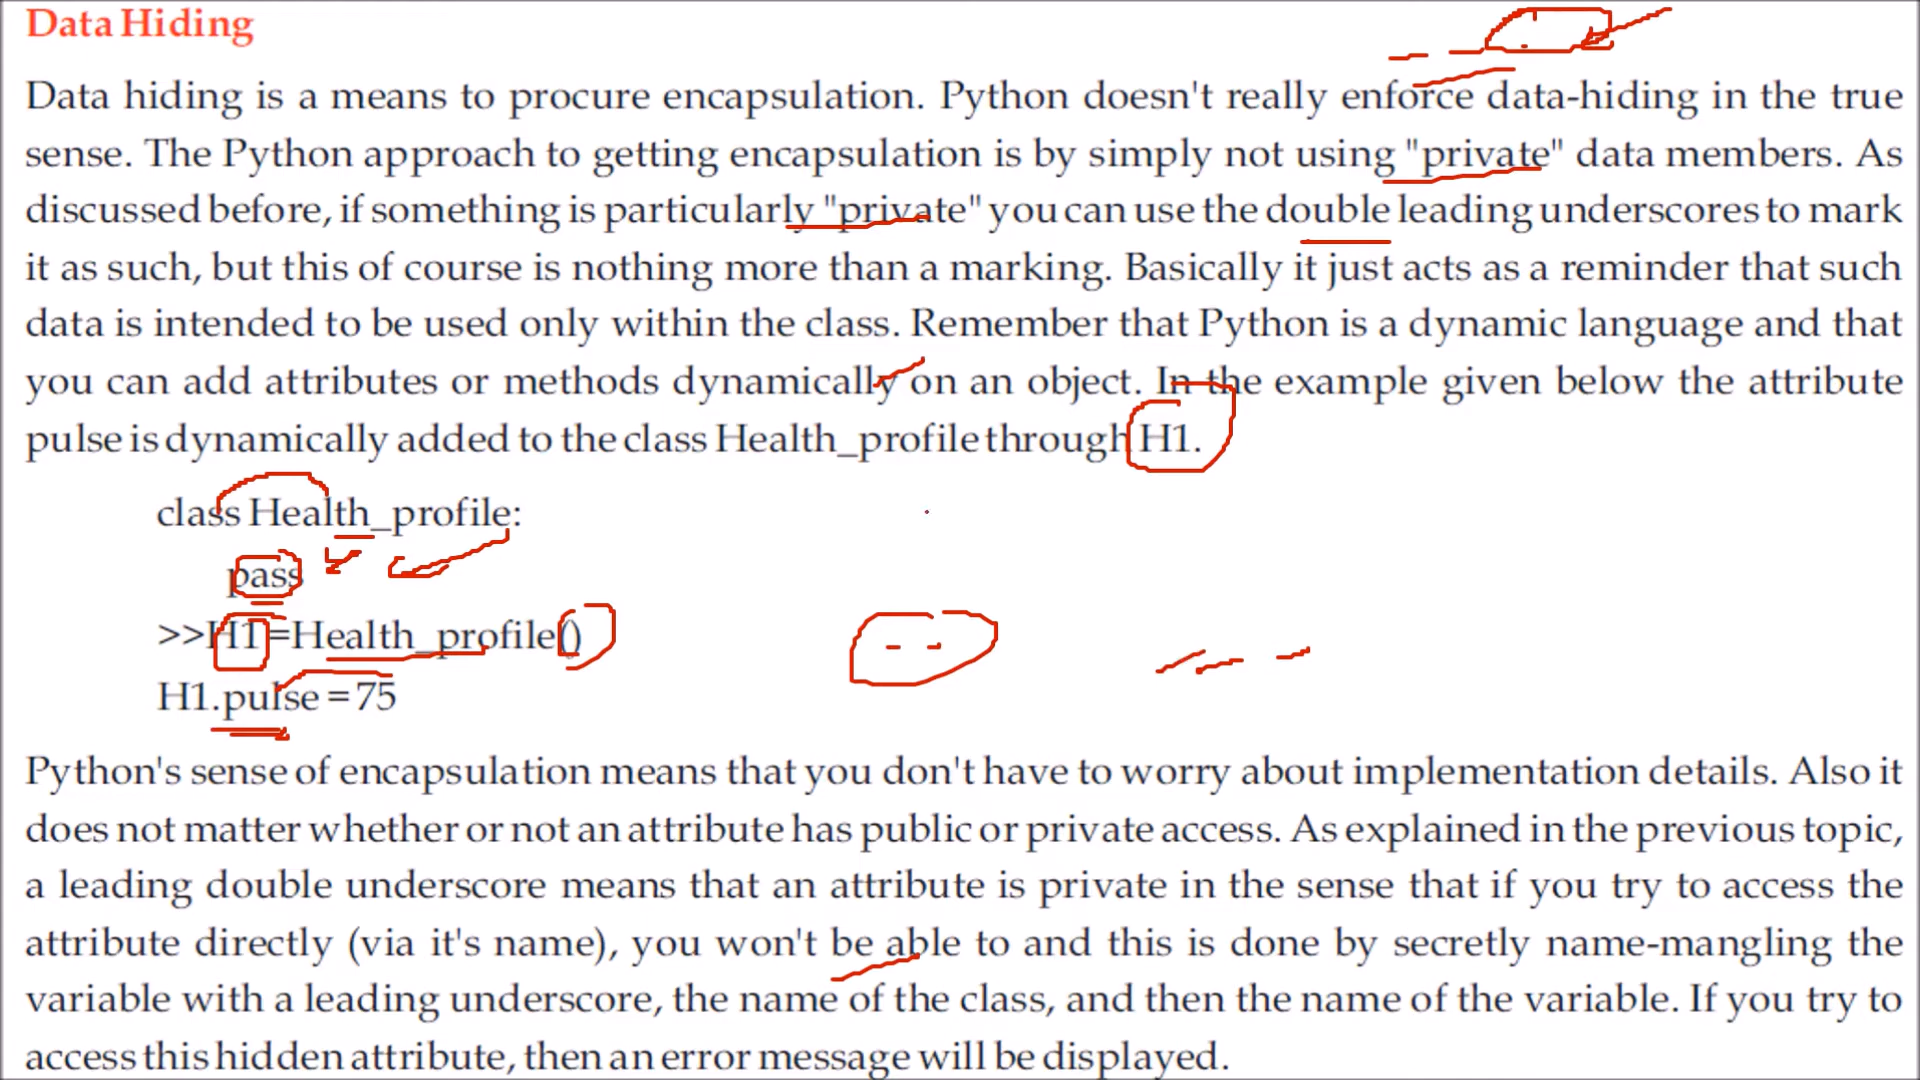 Data Hiding
Data hiding is a means to procure encapsulation. Python doesn't really enforce data-hiding in the true
sense. The Python approach to getting encapsulation is by simply not using "private" data members. As
discussed before, if something is particularly "private" you can use the double leading underscores to mark
it as such, but this of course is nothing more than a marking. Basically it just acts as a reminder that such
data is intended to be used only within the class. Remember that Python is a dynamic language and that
you can add attributes or methods dynamically on an object. In the example given below the attribute
pulse is dynamically added to the class Health_profile through H1.
class Health_profile:
pass
>>H1=Health_profile()
H1.pulse = 75
Python's sense of encapsulation means that you don't have to worry about implementation details. Also it
does not matter whether or not an attribute has public or private access. As explained in the previous topic,
a leading double underscore means that an attribute is private in the sense that if you try to access the
attribute directly (via it's name), you won't be able to and this is done by secretly name-mangling the
variable with a leading underscore, the name of the class, and then the name of the variable. If you try to
access this hidden attribute, then an error message will be displayed.